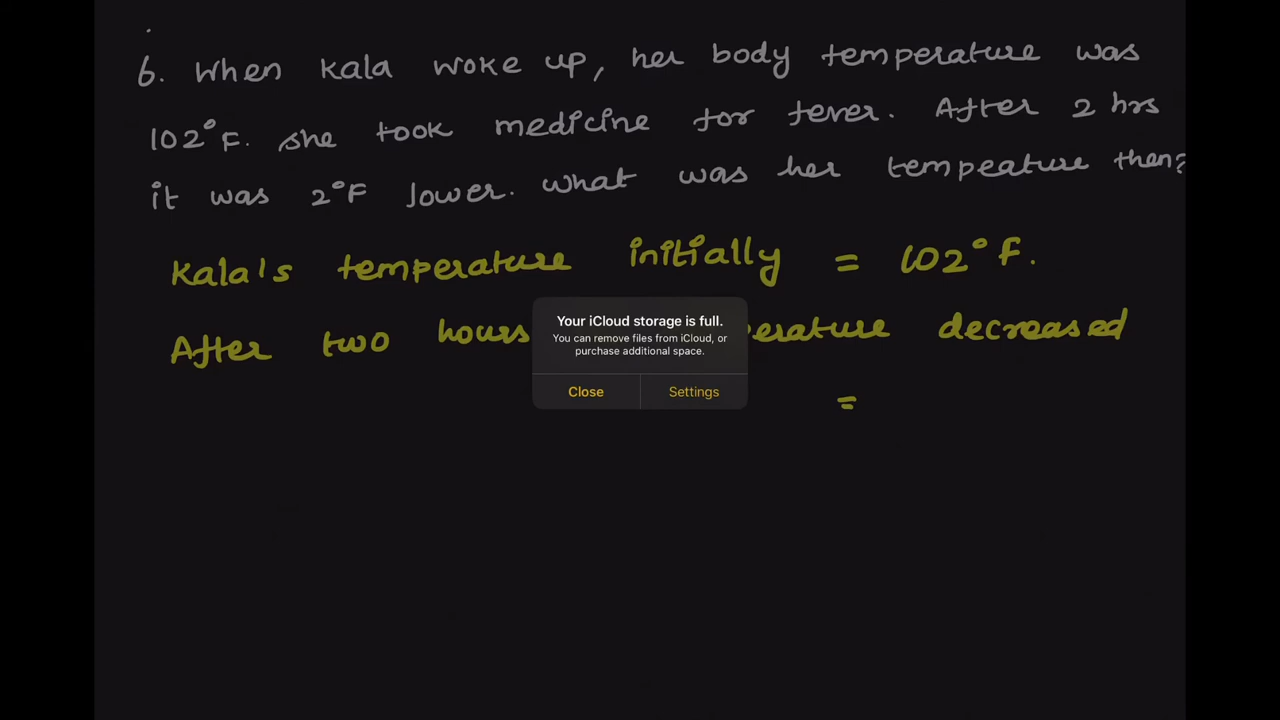 6. When Kala woke up, her body temperature was
102°F. she took medicine for fever. After 2 hrs
it was 2°F lower. What was her tempeature then?
Kala's temperature initially = 102°F.
After two hours perature decreased
=
Your iCloud storage is full.
You can remove files from iCloud, or
purchase additional space.
Close Settings